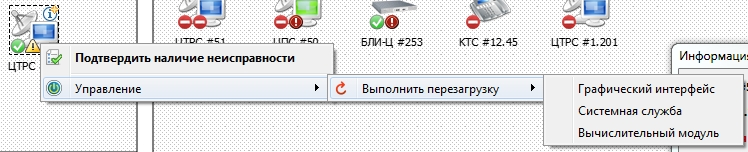 ЦТРС #51
ЦПС #50
БЛИ-Ц #253
КТС #12.45
ЦТРС #1.201
ЦТРС
Информация
Подтвердить наличие неисправности
Управление
Выполнить перезагрузку
Графический интерфейс
Системная служба
Вычислительный модуль